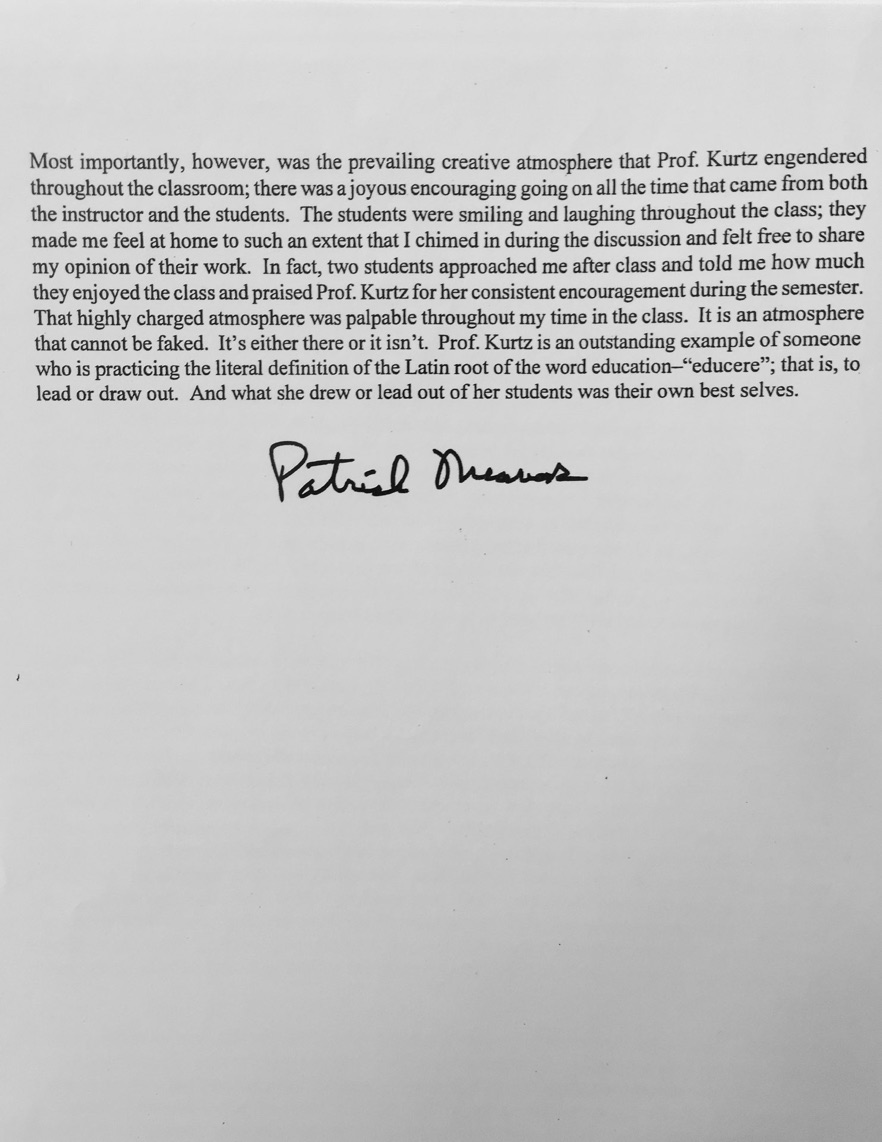 Most importantly, however, was the prevailing creative atmosphere that Prof. Kurtz engendered
throughout the classroom; there was a joyous encouraging going on all the time that came from both
the instructor and the students.  The students were smiling and laughing throughout the class; they
made me feel at home to such an extent that I chimed in during the discussion and felt free to share
my opinion of their work.  In fact, two students approached me after class and told me how much
they enjoyed the class and praised Prof. Kurtz for her consistent encouragement during the semester.
That highly charged atmosphere was palpable throughout my time in the class.  It is an atmosphere
that cannot be faked.  It’s either there or it isn’t.  Prof. Kurtz is an outstanding example of someone
who is practicing the literal definition of the Latin root of the word education–“educere”; that is, to
lead or draw out.  And what she drew or lead out of her students was their own best selves.
Patrick